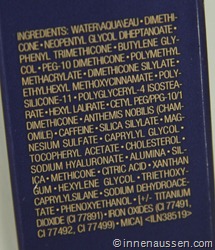 INGREDIENTS: WATER\AQUA\EAU • DIMETHI-
CONE • NEOPENTYL GLYCOL DIHEPTANOATE •
PHENYL TRIMETHICONE • BUTYLENE GLY-
COL • PEG-10 DIMETHICONE • POLYMETHYL
METHACRYLATE • DIMETHICONE SILYLATE •
ETHYLHEXYL METHOXYCINNAMATE • POLY-
SILICONE-11 • POLYGLYCERYL-4 ISOSTEA-
RATE • HEXYL LAURATE • CETYL PEG/PPG-10/1
DIMETHICONE • ANTHEMIS NOBILIS (CHAM-
OMILE) • CAFFEINE • SILICA SILYLATE • MAG-
NESIUM SULFATE • CAPRYLYL GLYCOL •
TOCOPHERYL ACETATE • CHOLESTEROL •
SODIUM HYALURONATE • ALUMINA • SIL-
ICA • METHICONE • CITRIC ACID • XANTHAN
GUM • HEXYLENE GLYCOL • TRIETHOXY-
CAPRYLYLSILANE • SODIUM DEHYDROACE-
TATE • PHENOXYETHANOL • [+/- TITANIUM
DIOXIDE (CI 77891) • IRON OXIDES (CI 77491,
CI 77492, CI 77499) • MICA] <ILN38519>
(c) innenaussen.com